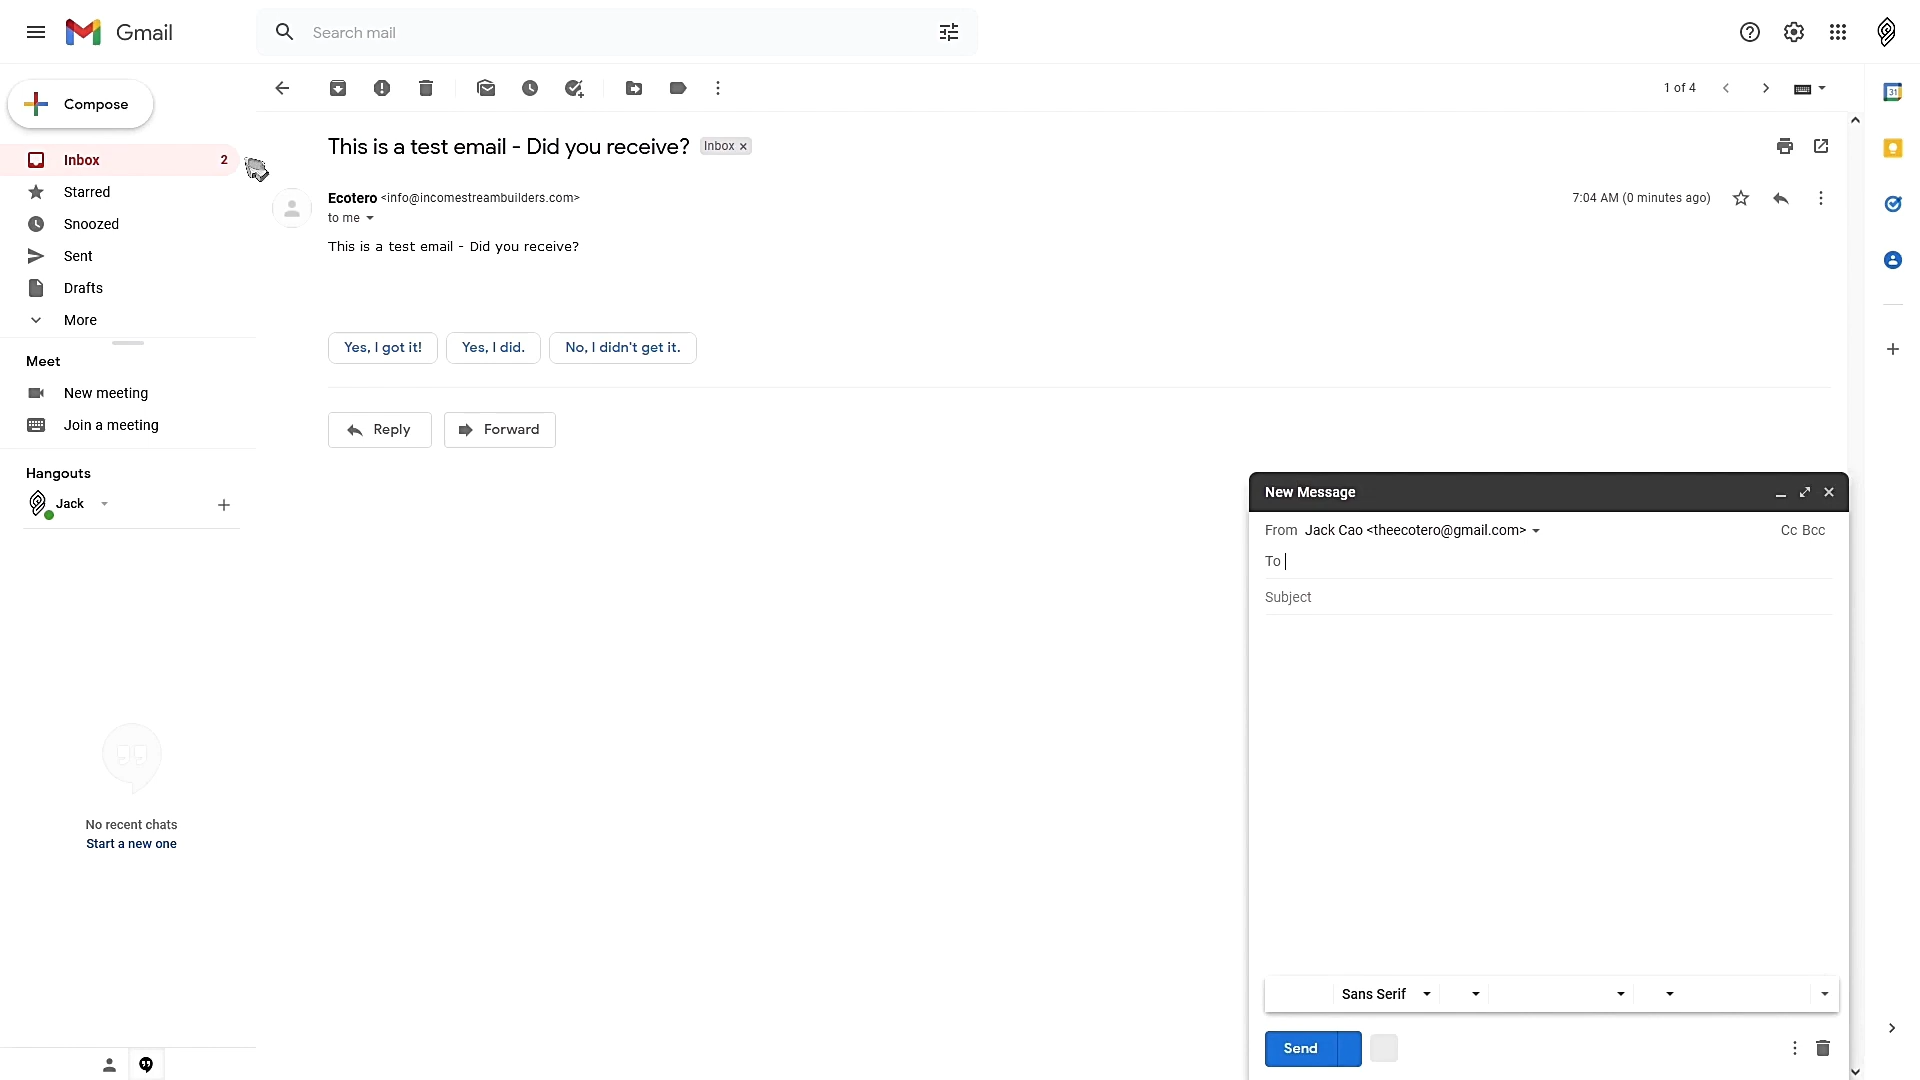 Gmail
Search mail
Compose
1 of 4
31
Inbox 2
Starred
Snoozed
Sent
Drafts
More
This is a test email - Did you receive? Inbox ×
Ecotero <info@incomestreambuilders.com>
7:04 AM (0 minutes ago)
to me
This is a test email - Did you receive?
Yes, I got it!
Yes, I did.
No, I didn't get it.
Reply
Forward
Meet
New meeting
Join a meeting
Hangouts
Jack
No recent chats
Start a new one
New Message
From Jack Cao <theecotero@gmail.com>
Cc Bcc
To
Subject
Sans Serif
Send